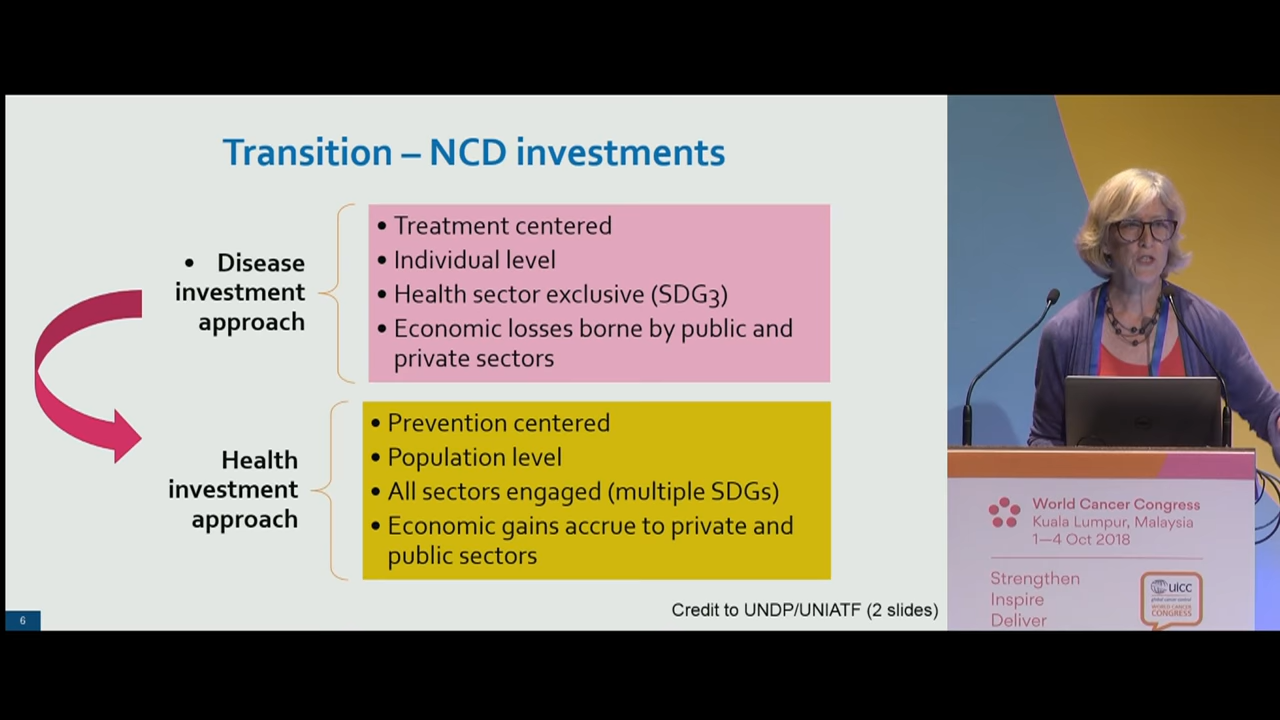 Transition – NCD investments
• Disease
investment
approach
• Treatment centered
• Individual level
• Health sector exclusive (SDG3)
• Economic losses borne by public and
private sectors
Health
investment
approach
• Prevention centered
• Population level
• All sectors engaged (multiple SDGs)
• Economic gains accrue to private and
public sectors
Credit to UNDP/UNIATF (2 slides)
6
World Cancer Congress
Kuala Lumpur, Malaysia
1—4 Oct 2018
Strengthen
Inspire
Deliver
uicc
global cancer control
WORLD CANCER
CONGRESS